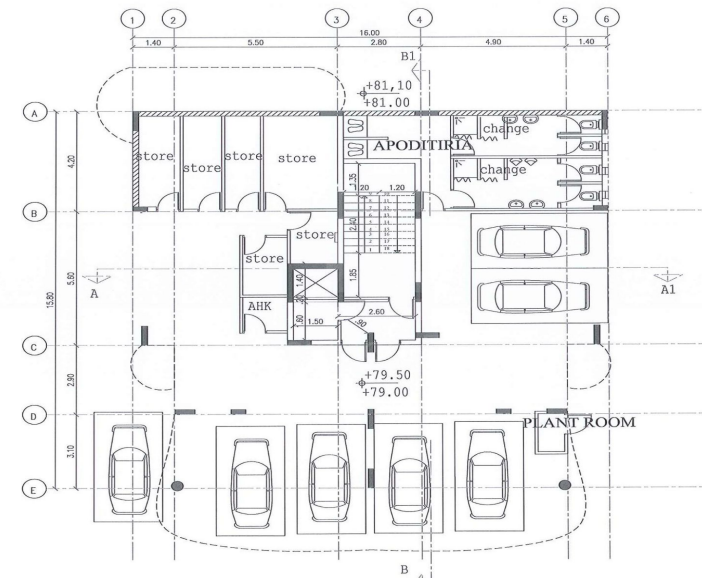 1 2 3 4 5 6
16.00
1.40 5.50 2.80 4.90 1.40
B1
+81,10
+81.00
A
APODITIRIA
change
store store store store
change
4.20
1.35
.20 1.20
B
2.40
store
store
5.60
15.80
A
A1
1.40
1.85
AHK
.20
.80
1.50
2.60
.90
C
+79.50
+79.00
2.90
D
PLANT ROOM
3.10
E
B